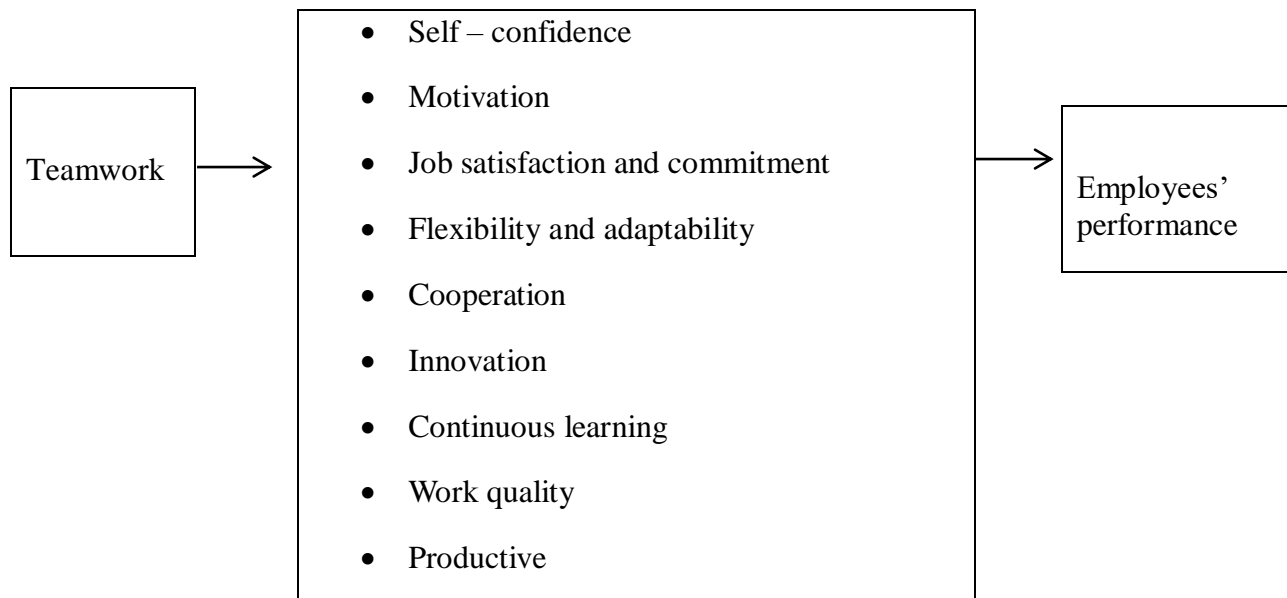 Teamwork
• Self – confidence
• Motivation
• Job satisfaction and commitment
• Flexibility and adaptability
• Cooperation
• Innovation
• Continuous learning
• Work quality
• Productive
Employees’
performance